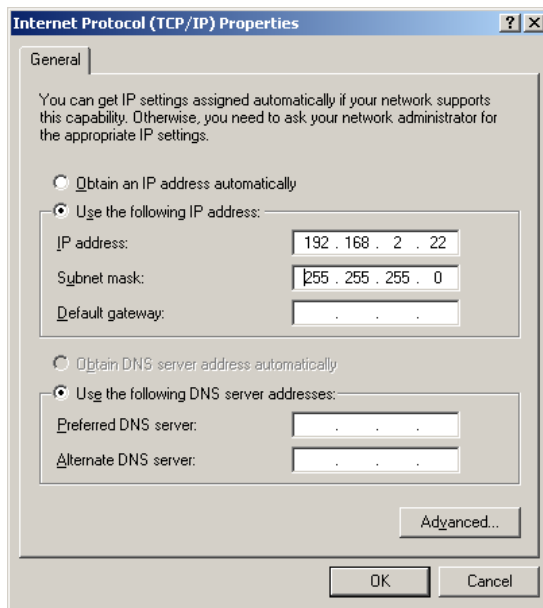 Internet Protocol (TCP/IP) Properties
General
You can get IP settings assigned automatically if your network supports
this capability. Otherwise, you need to ask your network administrator for
the appropriate IP settings.
Obtain an IP address automatically
Use the following IP address:
IP address: 192 . 168 . 2 . 22
Subnet mask: 255 . 255 . 255 . 0
Default gateway: . . .
Obtain DNS server address automatically
Use the following DNS server addresses:
Preferred DNS server: . . .
Alternate DNS server: . . .
Advanced...
OK Cancel